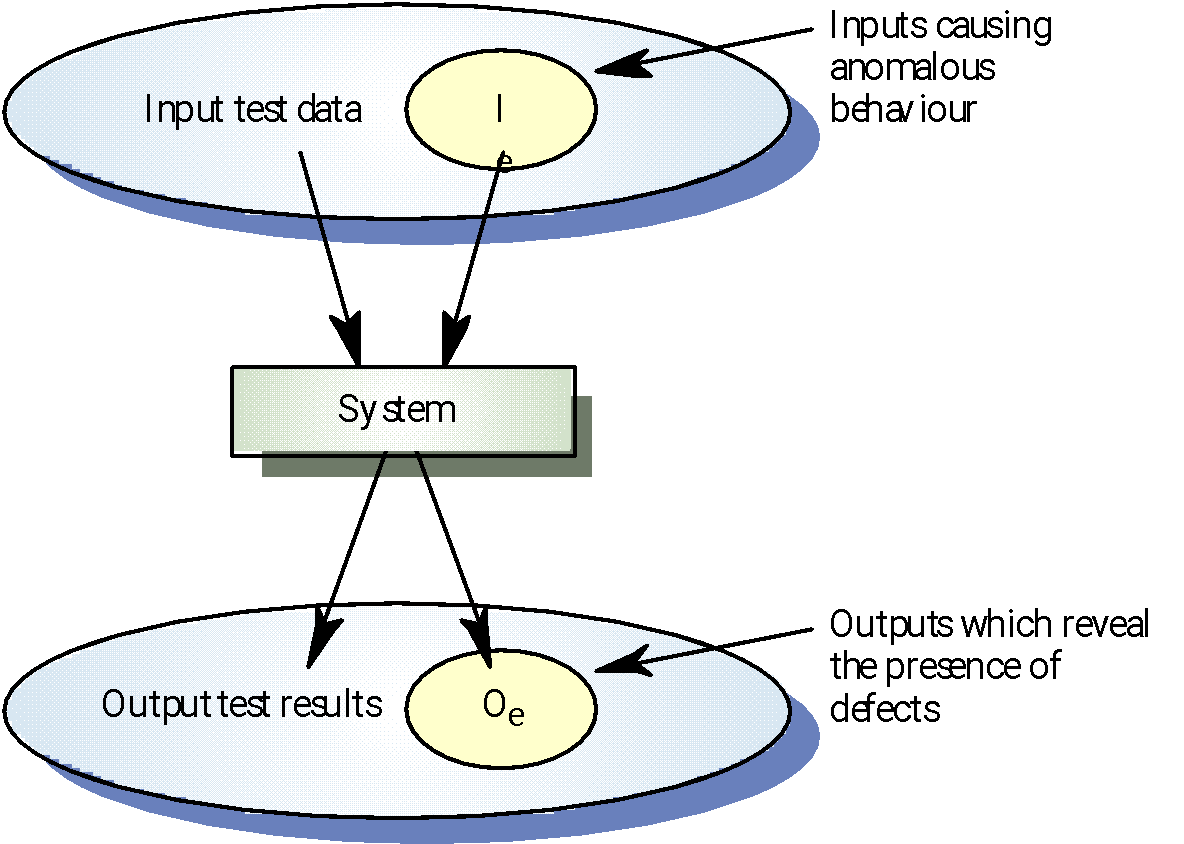 Inputs causing
anomalous
behaviour
Input test data
I
e
System
Outputs which reveal
the presence of
defects
Output test results
Oe